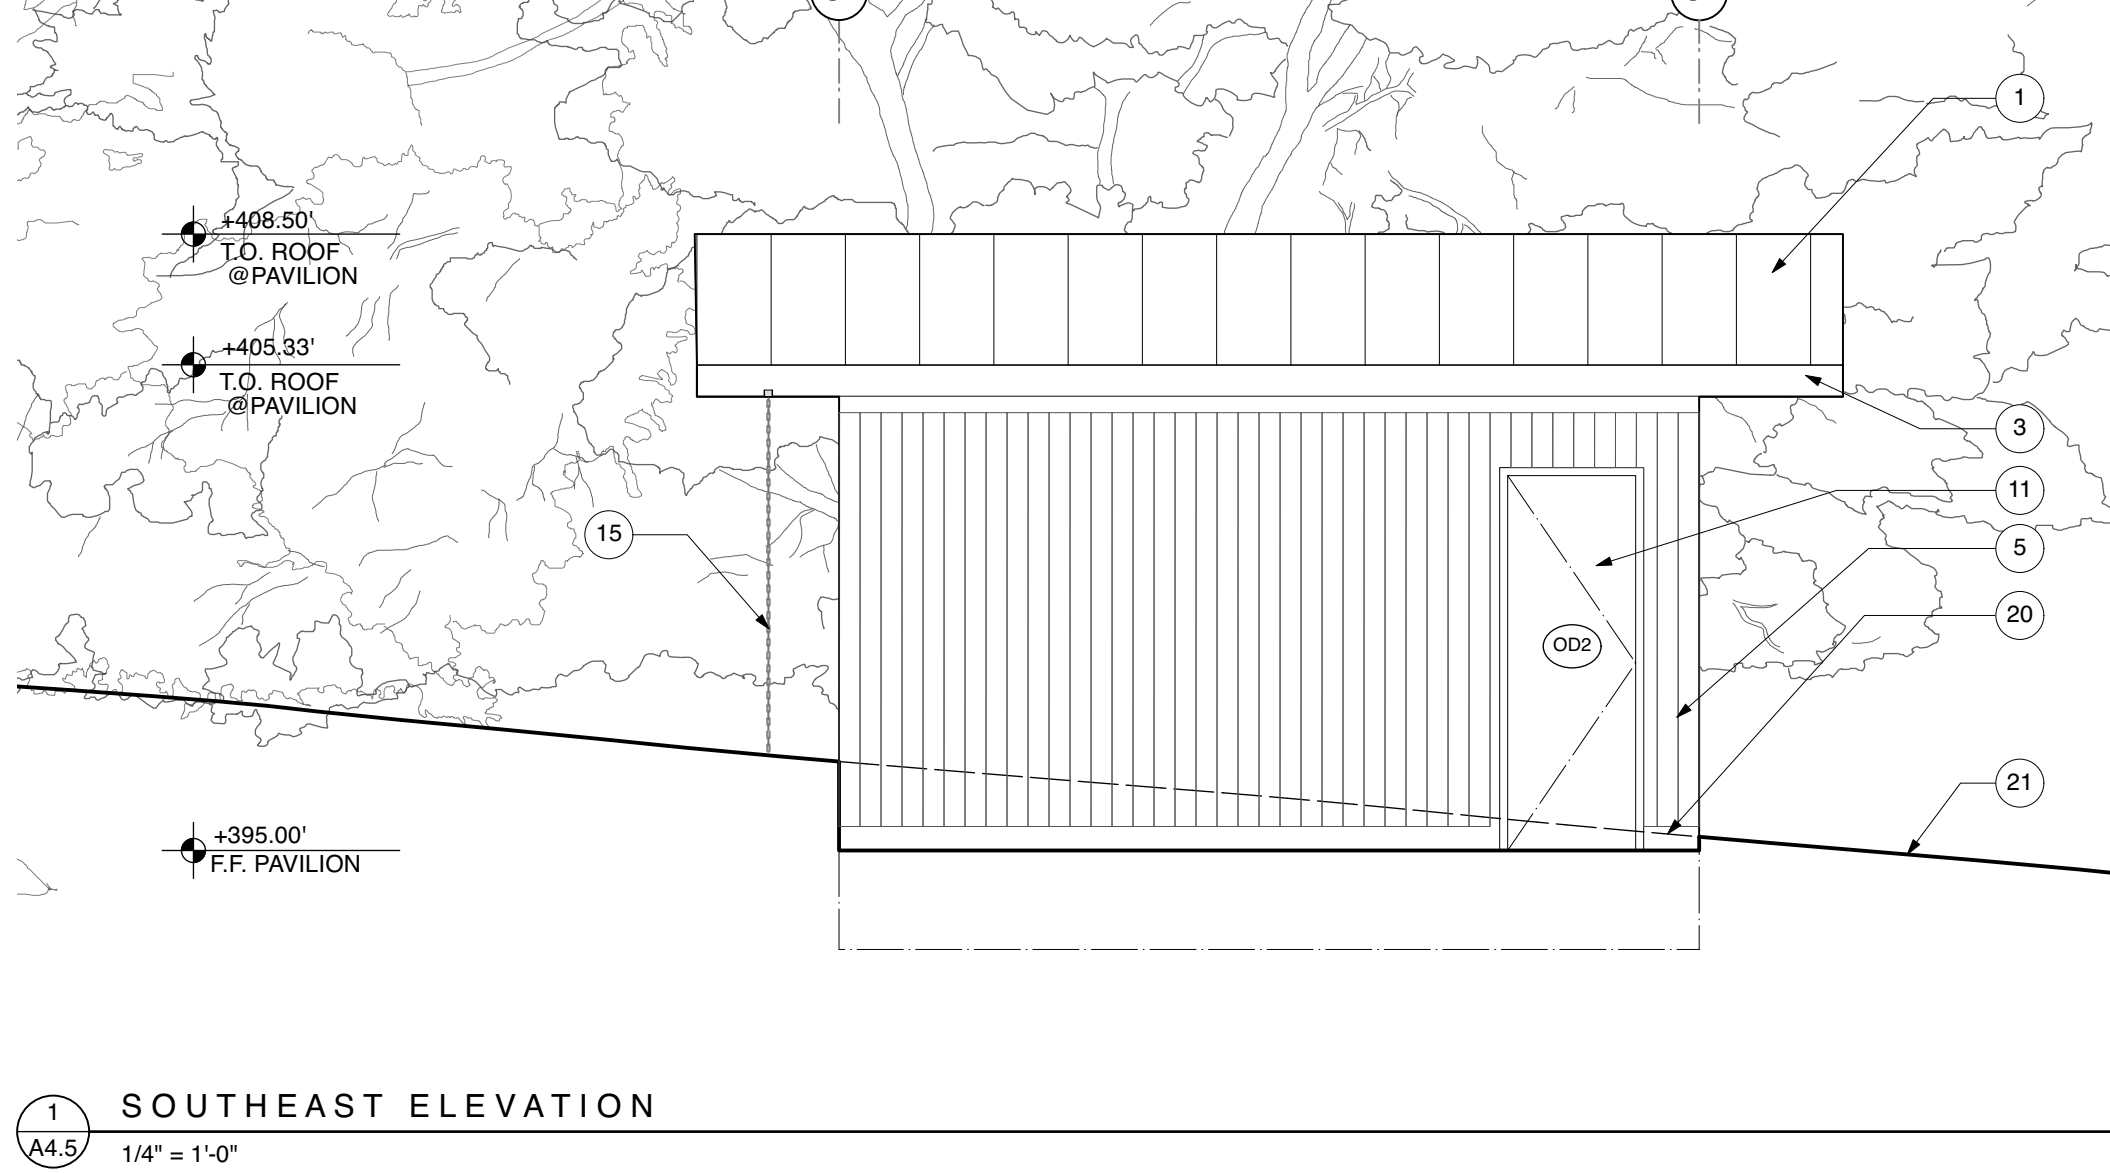 1
+408.50'
T.O. ROOF
@PAVILION
+405.33'
T.O. ROOF
@PAVILION
3
11
15
5
20
OD2
21
+395.00'
F.F. PAVILION
1
SOUTHEAST ELEVATION
A4.5
1/4" = 1'-0"